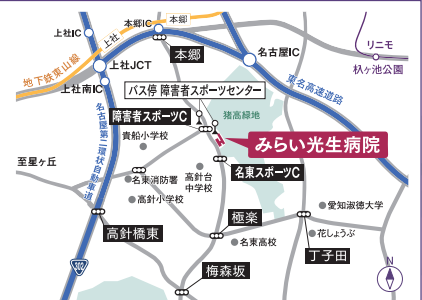 本郷IC
本郷
上社IC
上社
本郷
名古屋IC
リニモ
杁ヶ池公園
上社JCT
地下鉄東山線
上社南IC
東名高速道路
バス停 障害者スポーツセンター
名古屋第二環状自動車道
障害者スポーツC
猪高緑地
H
みらい光生病院
貴船小学校
至星ヶ丘
名東スポーツC
名東消防署
高針台
中学校
高針小学校
愛知淑徳大学
極楽
高針橋東
名東高校
花しょうぶ
丁子田
梅森坂
302
N